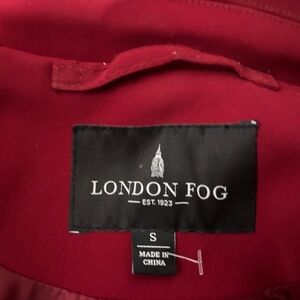 LONDON FOG
EST. 1923
S
MADE IN
CHINA